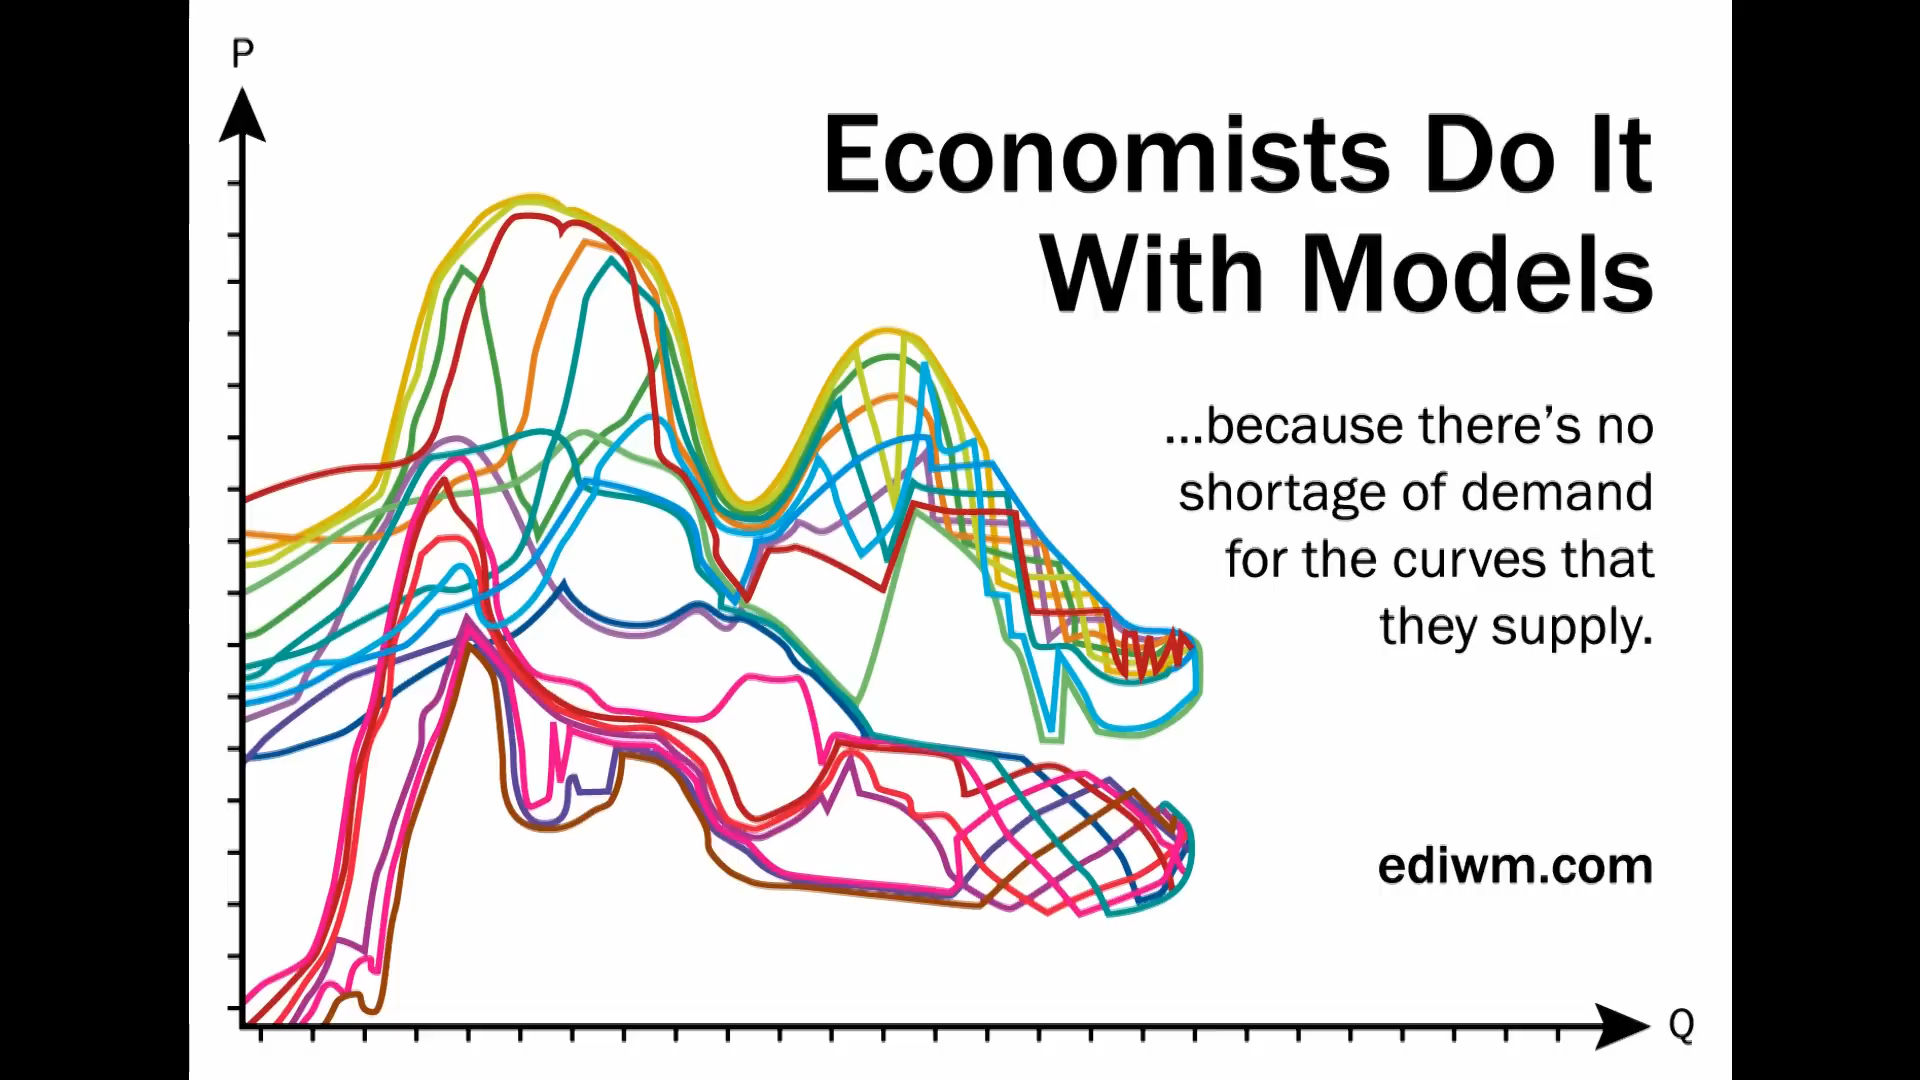 P
Economists Do It
With Models
...because there’s no
shortage of demand
for the curves that
they supply.
ediwm.com
Q